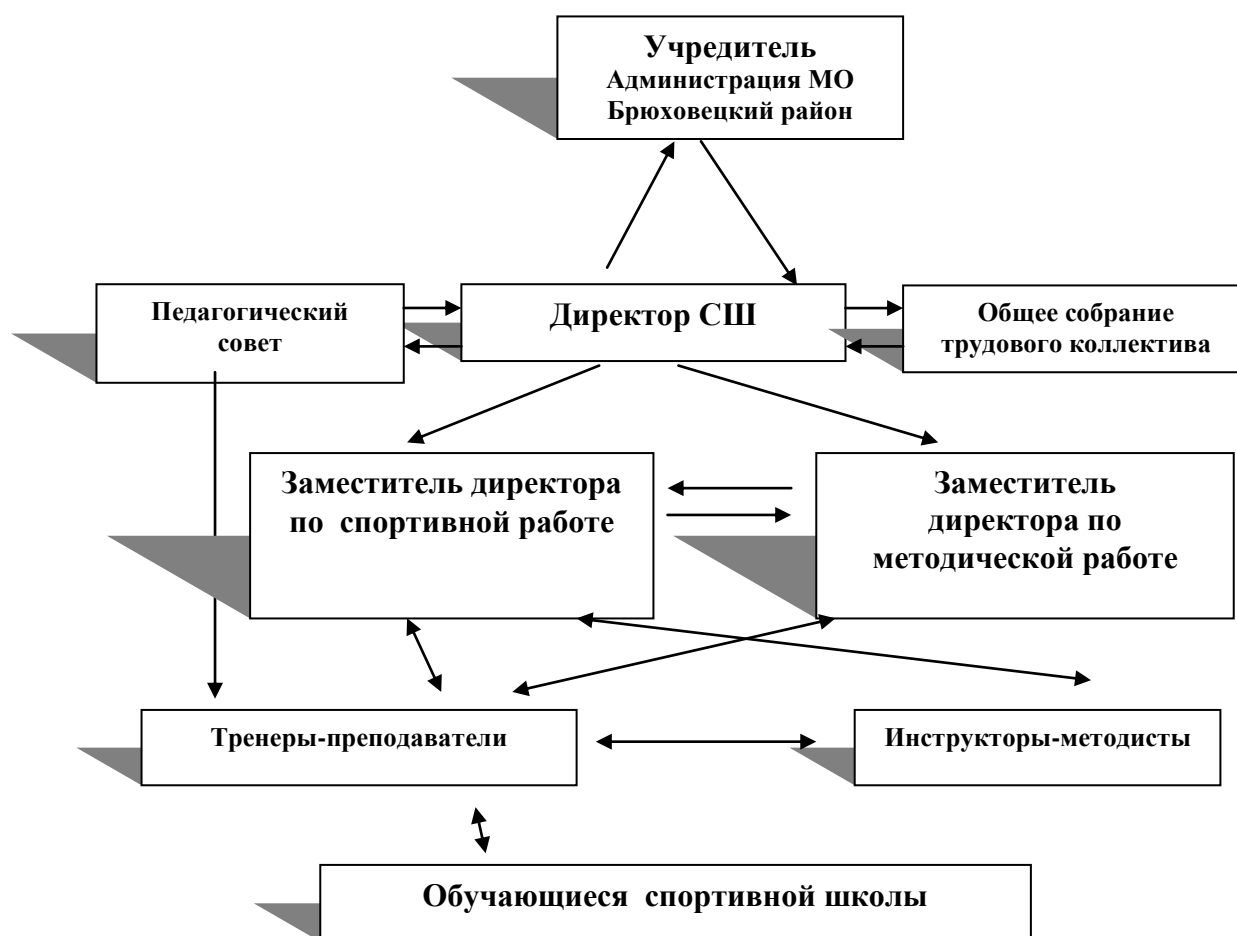 Учредитель
Администрация МО
Брюховецкий район
Педагогический
совет
Директор СШ
Общее собрание
трудового коллектива
Заместитель директора
по спортивной работе
Заместитель
директора по
методической работе
Тренеры-преподаватели
Инструкторы-методисты
Обучающиеся спортивной школы